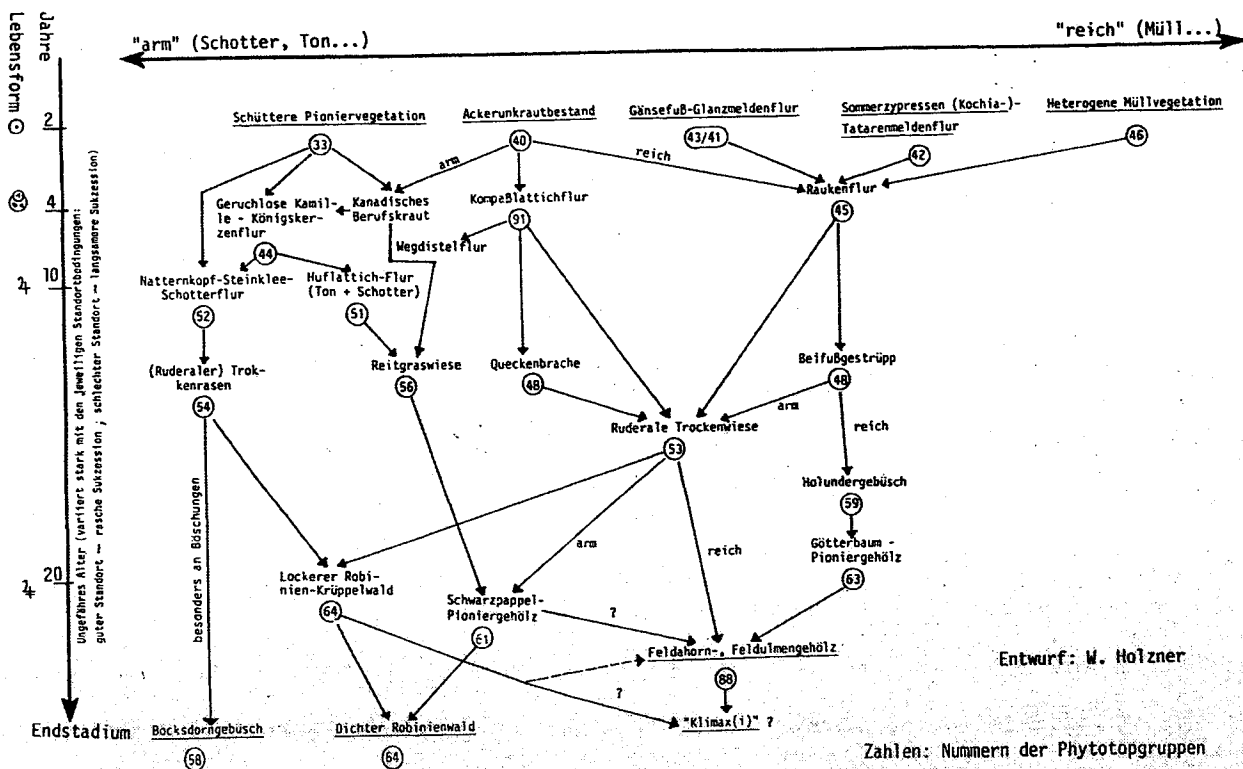 "arm" (Schotter, Ton...)
"reich" (Müll...)
Jahre
Lebensform
2
4
10
20
Endstadium
Ungefähres Alter (variiert stark mit den jeweiligen Standortbedingungen:
guter Standort – rasche Sukzession ; schlechter Standort – langsamere Sukzession)
Schüttere Pioniervegetation
33
Ackerunkrautbestand
40
Gänsefuß-Glanzmeldenflur
43/41
Sommerzypressen (Kochia-)-
Tatarenmeldenflur
42
Heterogene Müllvegetation
46
arm
reich
Geruchlose Kamil-
le - Königsker-
zenflur
44
Kanadisches
Berufskraut
Kompaßlattichflur
91
Raukenflur
45
Wegdistelflur
Natternkopf-Steinklee-
Schotterflur
52
Huflattich-Flur
(Ton + Schotter)
51
(Ruderaler) Trok-
kenrasen
54
Reitgraswiese
56
Queckenbrache
48
Beifußgestrüpp
48
arm
reich
Ruderale Trockenwiese
53
Holundergebüsch
59
besonders an Böschungen
arm
reich
Götterbaum -
Pioniergehölz
63
Lockerer Robi-
nien-Krüppelwald
64
Schwarzpappel-
Pioniergehölz
61
?
Feldahorn-, Feldulmengehölz
88
?
Bocksdorngebüsch
58
Dichter Robinienwald
64
"Klimax(i)" ?
Entwurf: W. Holzner
Zahlen: Nummern der Phytotopgruppen